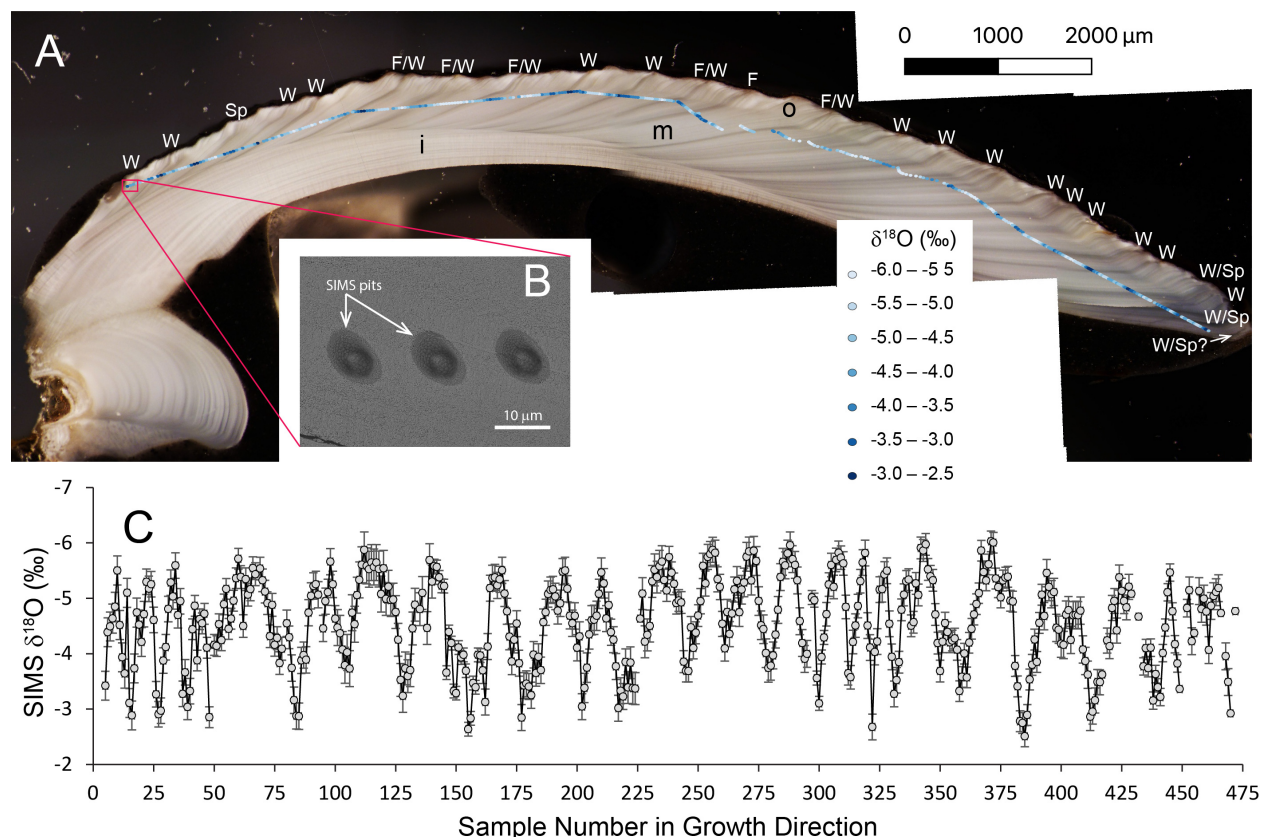 A
0 1000 2000 µm
W W Sp W W F/W F/W F/W W W F/W F F/W W W W W W W W W W/Sp W W/Sp W/Sp?
i m o
δ¹⁸O (‰)
-6.0 – -5 5
-5.5 – -5.0
-5.0 – -4.5
-4.5 – -4.0
-4.0 – -3.5
-3.5 – -3.0
-3.0 – -2.5
B
SIMS pits
10 µm
C
SIMS δ¹⁸O (‰)
-7
-6
-5
-4
-3
-2
0 25 50 75 100 125 150 175 200 225 250 275 300 325 350 375 400 425 450 475
Sample Number in Growth Direction